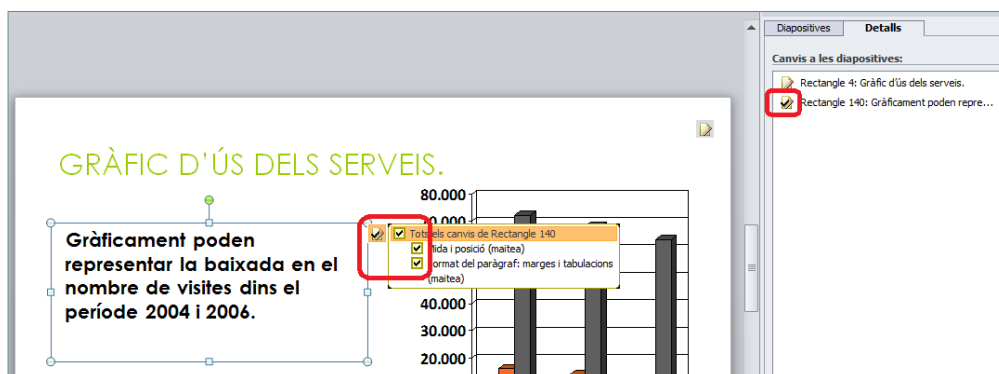 Diapositives Detalls
Canvis a les diapositives:
Rectangle 4: Gràfic d'ús dels serveis.
Rectangle 140: Gràficament poden repre...
GRÀFIC D'ÚS DELS SERVEIS.
Gràficament poden
representar la baixada en el
nombre de visites dins el
període 2004 i 2006.
80.000
Tots els canvis de Rectangle 140
Mida i posició (maitea)
Format del paràgraf: marges i tabulacions
(maitea)
40.000
30.000
20.000